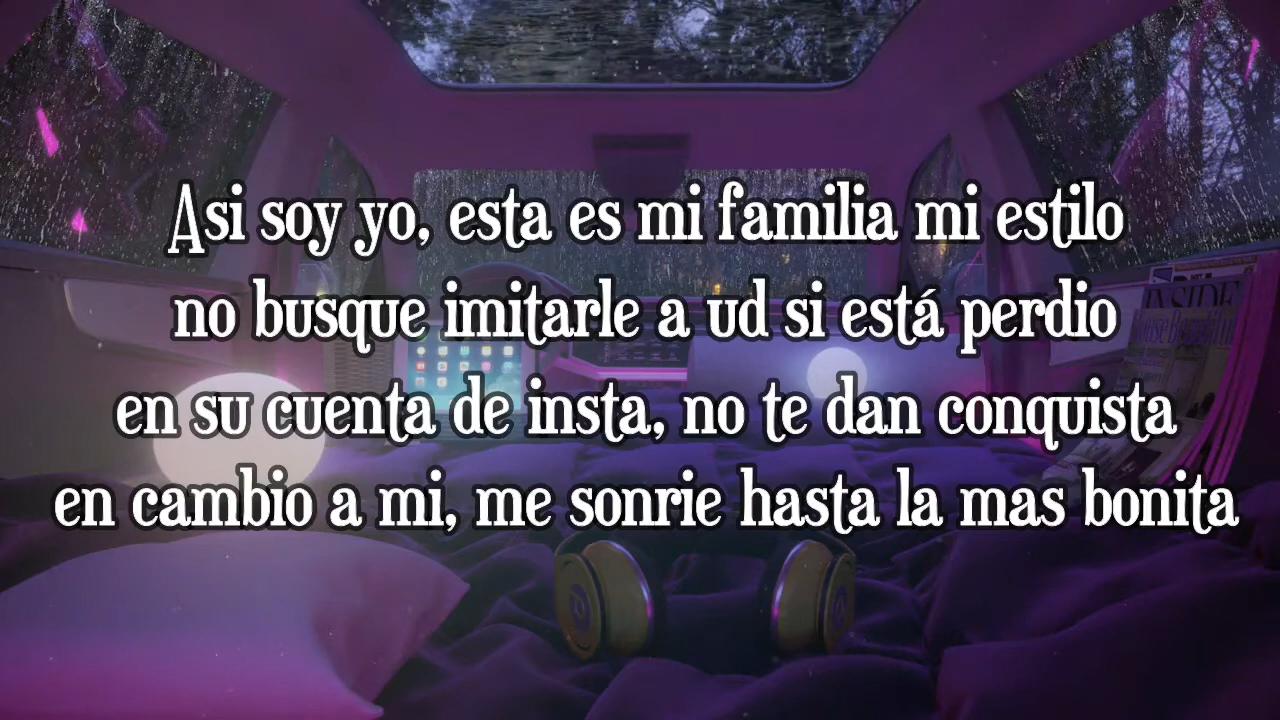 Asi soy yo, esta es mi familia mi estilo
no busque imitarle a ud si está perdio
en su cuenta de insta, no te dan conquista
en cambio a mi, me sonrie hasta la mas bonita
INSIDE